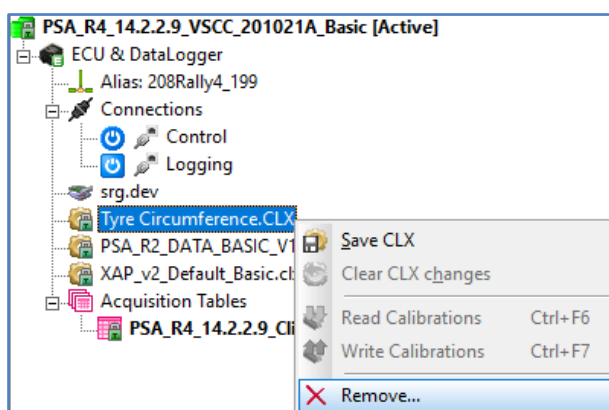 PSA_R4_14.2.2.9_VSCC_201021A_Basic [Active]
ECU & DataLogger
Alias: 208Rally4_199
Connections
Control
Logging
srg.dev
Tyre Circumference.CLX
PSA_R2_DATA_BASIC_V1
XAP_v2_Default_Basic.cl
Acquisition Tables
PSA_R4_14.2.2.9_Cli
Save CLX
Clear CLX changes
Read Calibrations Ctrl+F6
Write Calibrations Ctrl+F7
Remove...